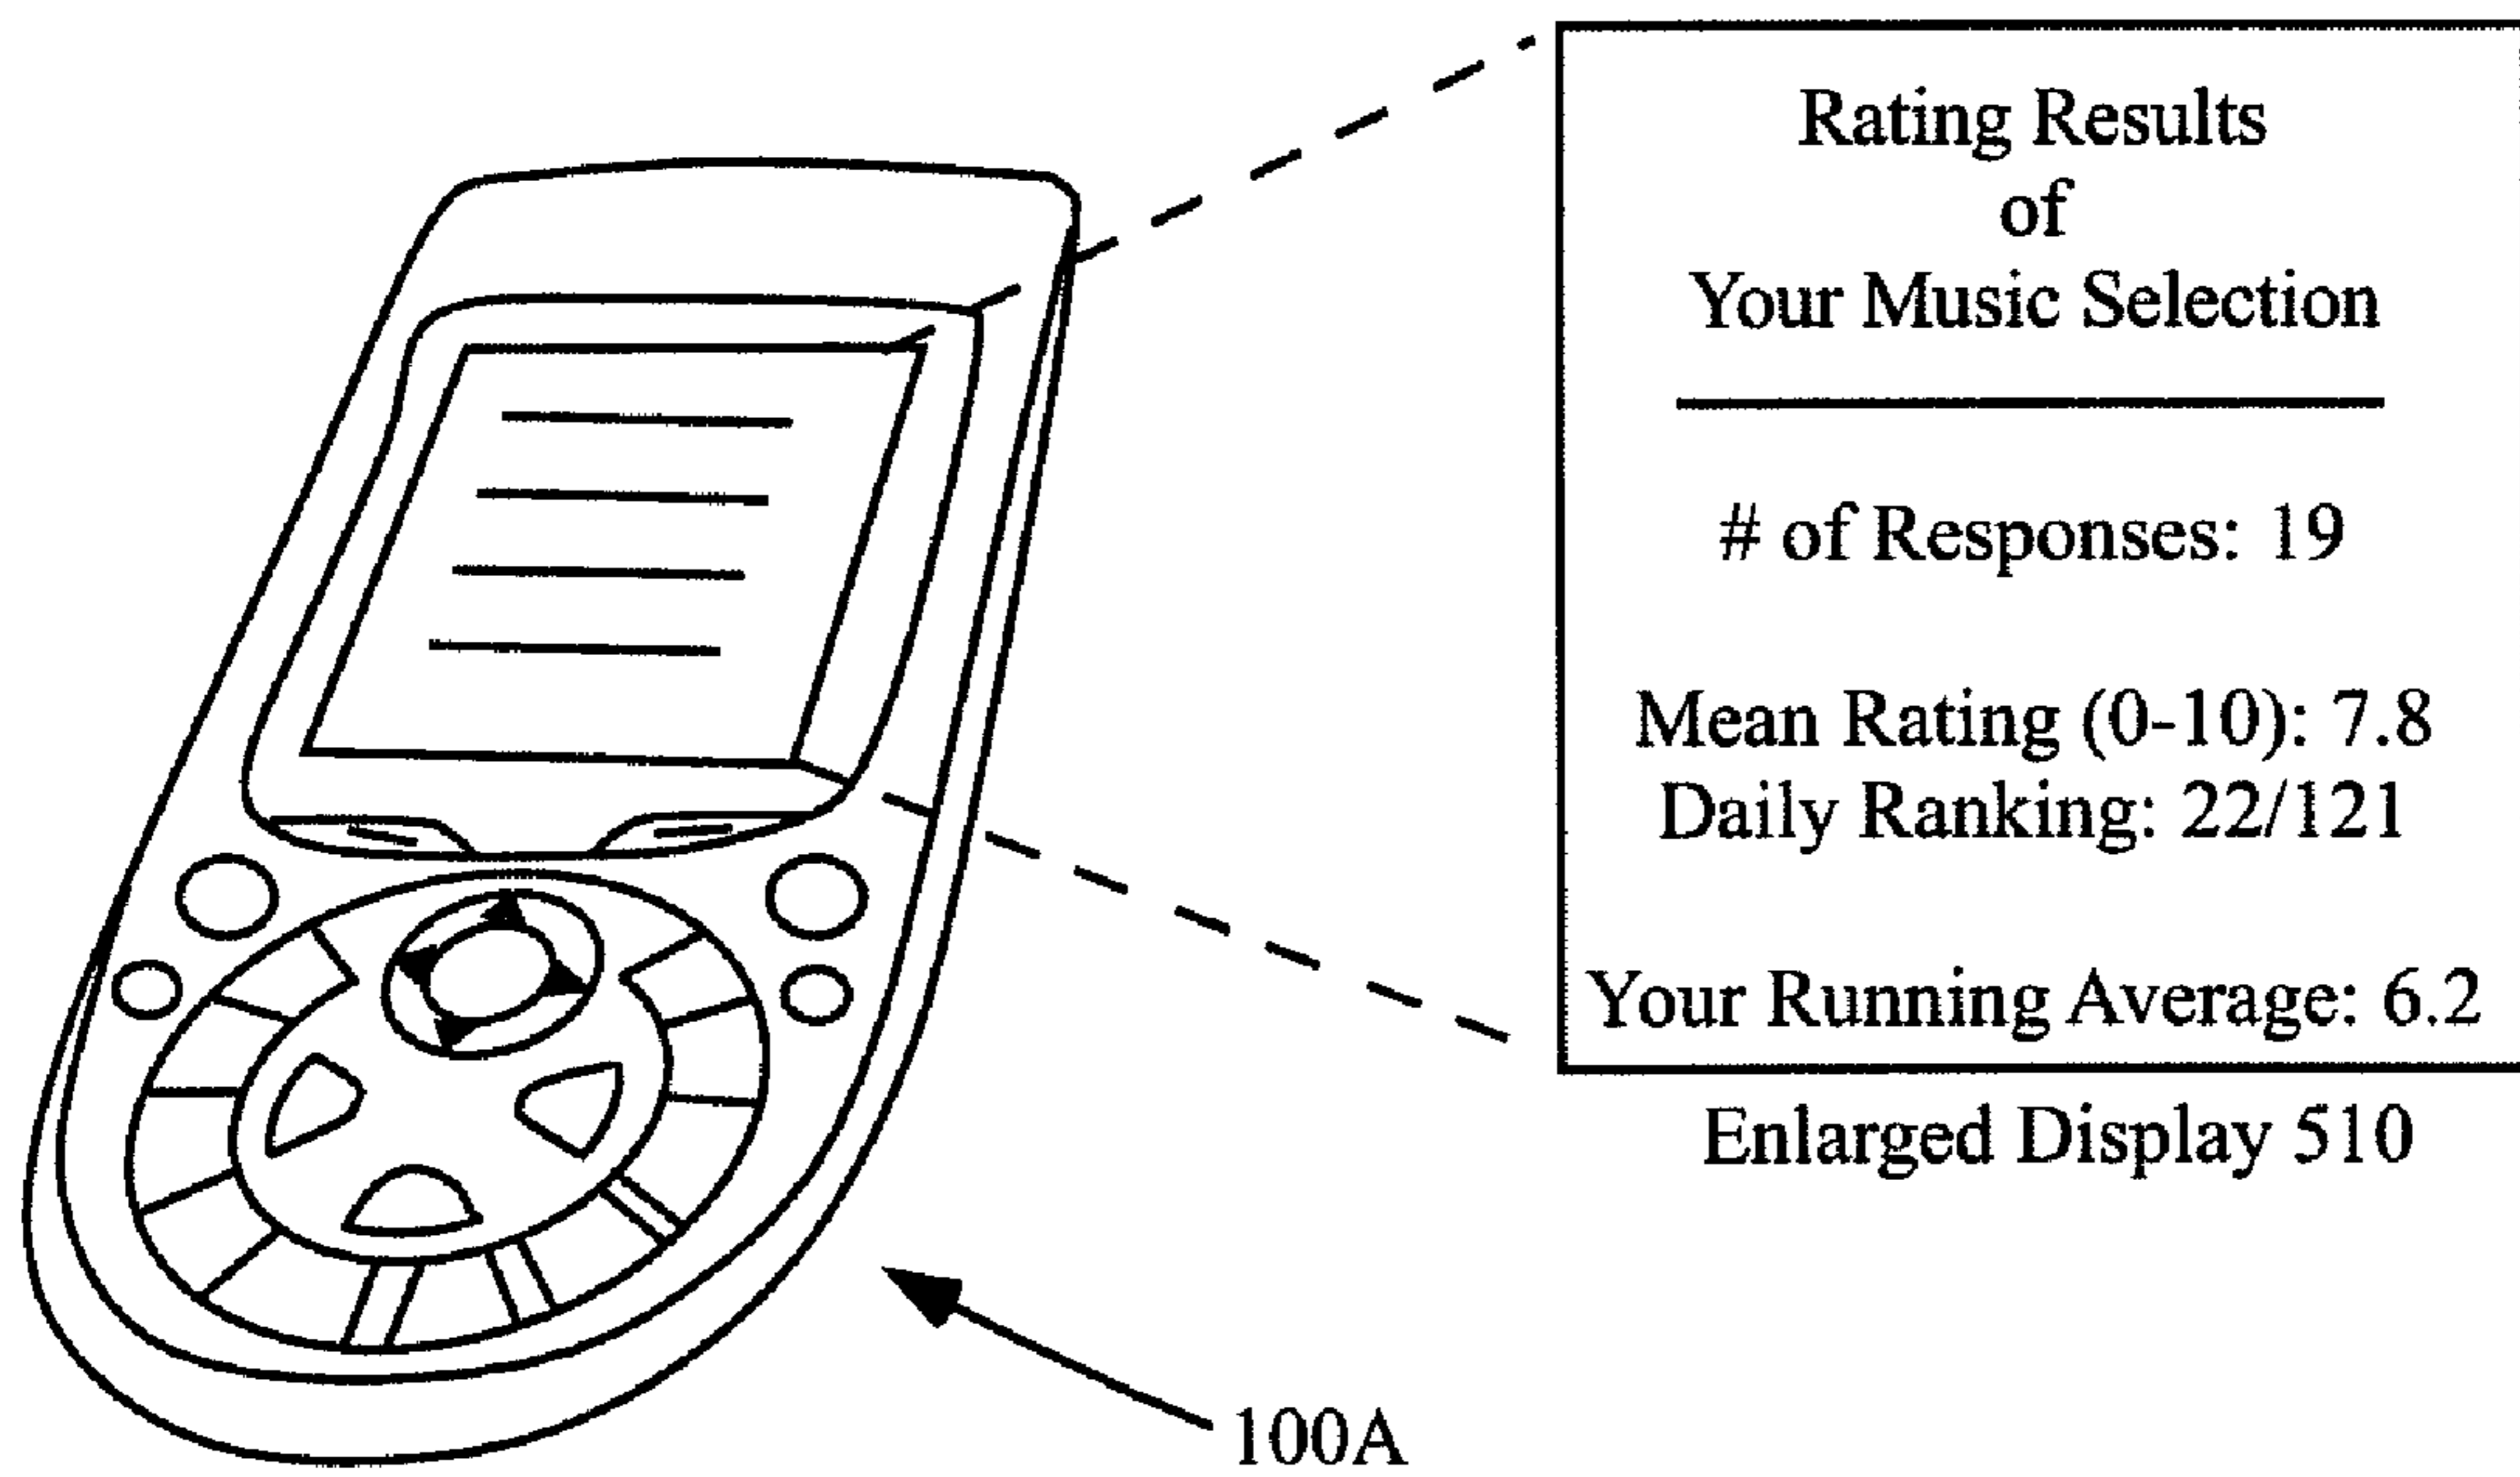 Rating Results
of
Your Music Selection
# of Responses: 19
Mean Rating (0-10): 7.8
Daily Ranking: 22/121
Your Running Average: 6.2
Enlarged Display 510
100A